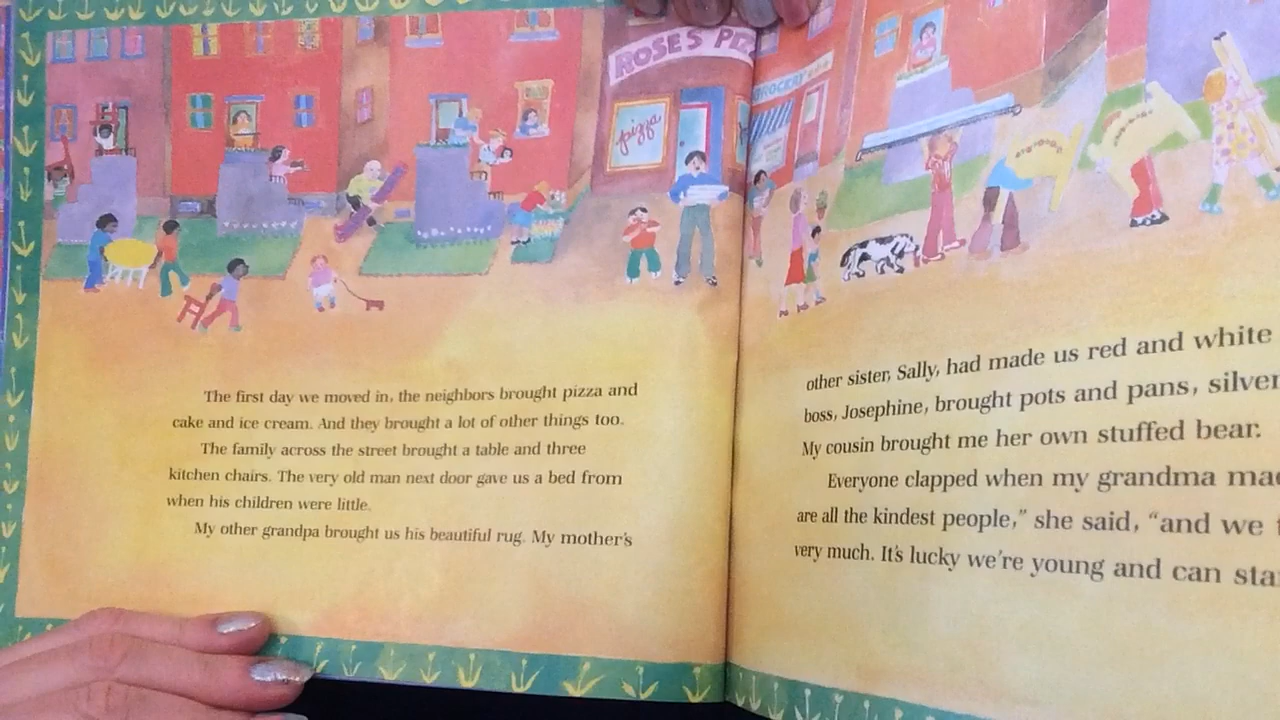 ROSE'S
pizza
The first day we moved in, the neighbors brought pizza and
cake and ice cream. And they brought a lot of other things too.
The family across the street brought a table and three
kitchen chairs. The very old man next door gave us a bed from
when his children were little.
My other grandpa brought us his beautiful rug. My mother's
other sister, Sally, had made us red and white
boss, Josephine, brought pots and pans,
My cousin brought me her own stuffed bear.
Everyone clapped when my grandma
are all the kindest people," she said, "and we
very much. It's lucky we're young and can